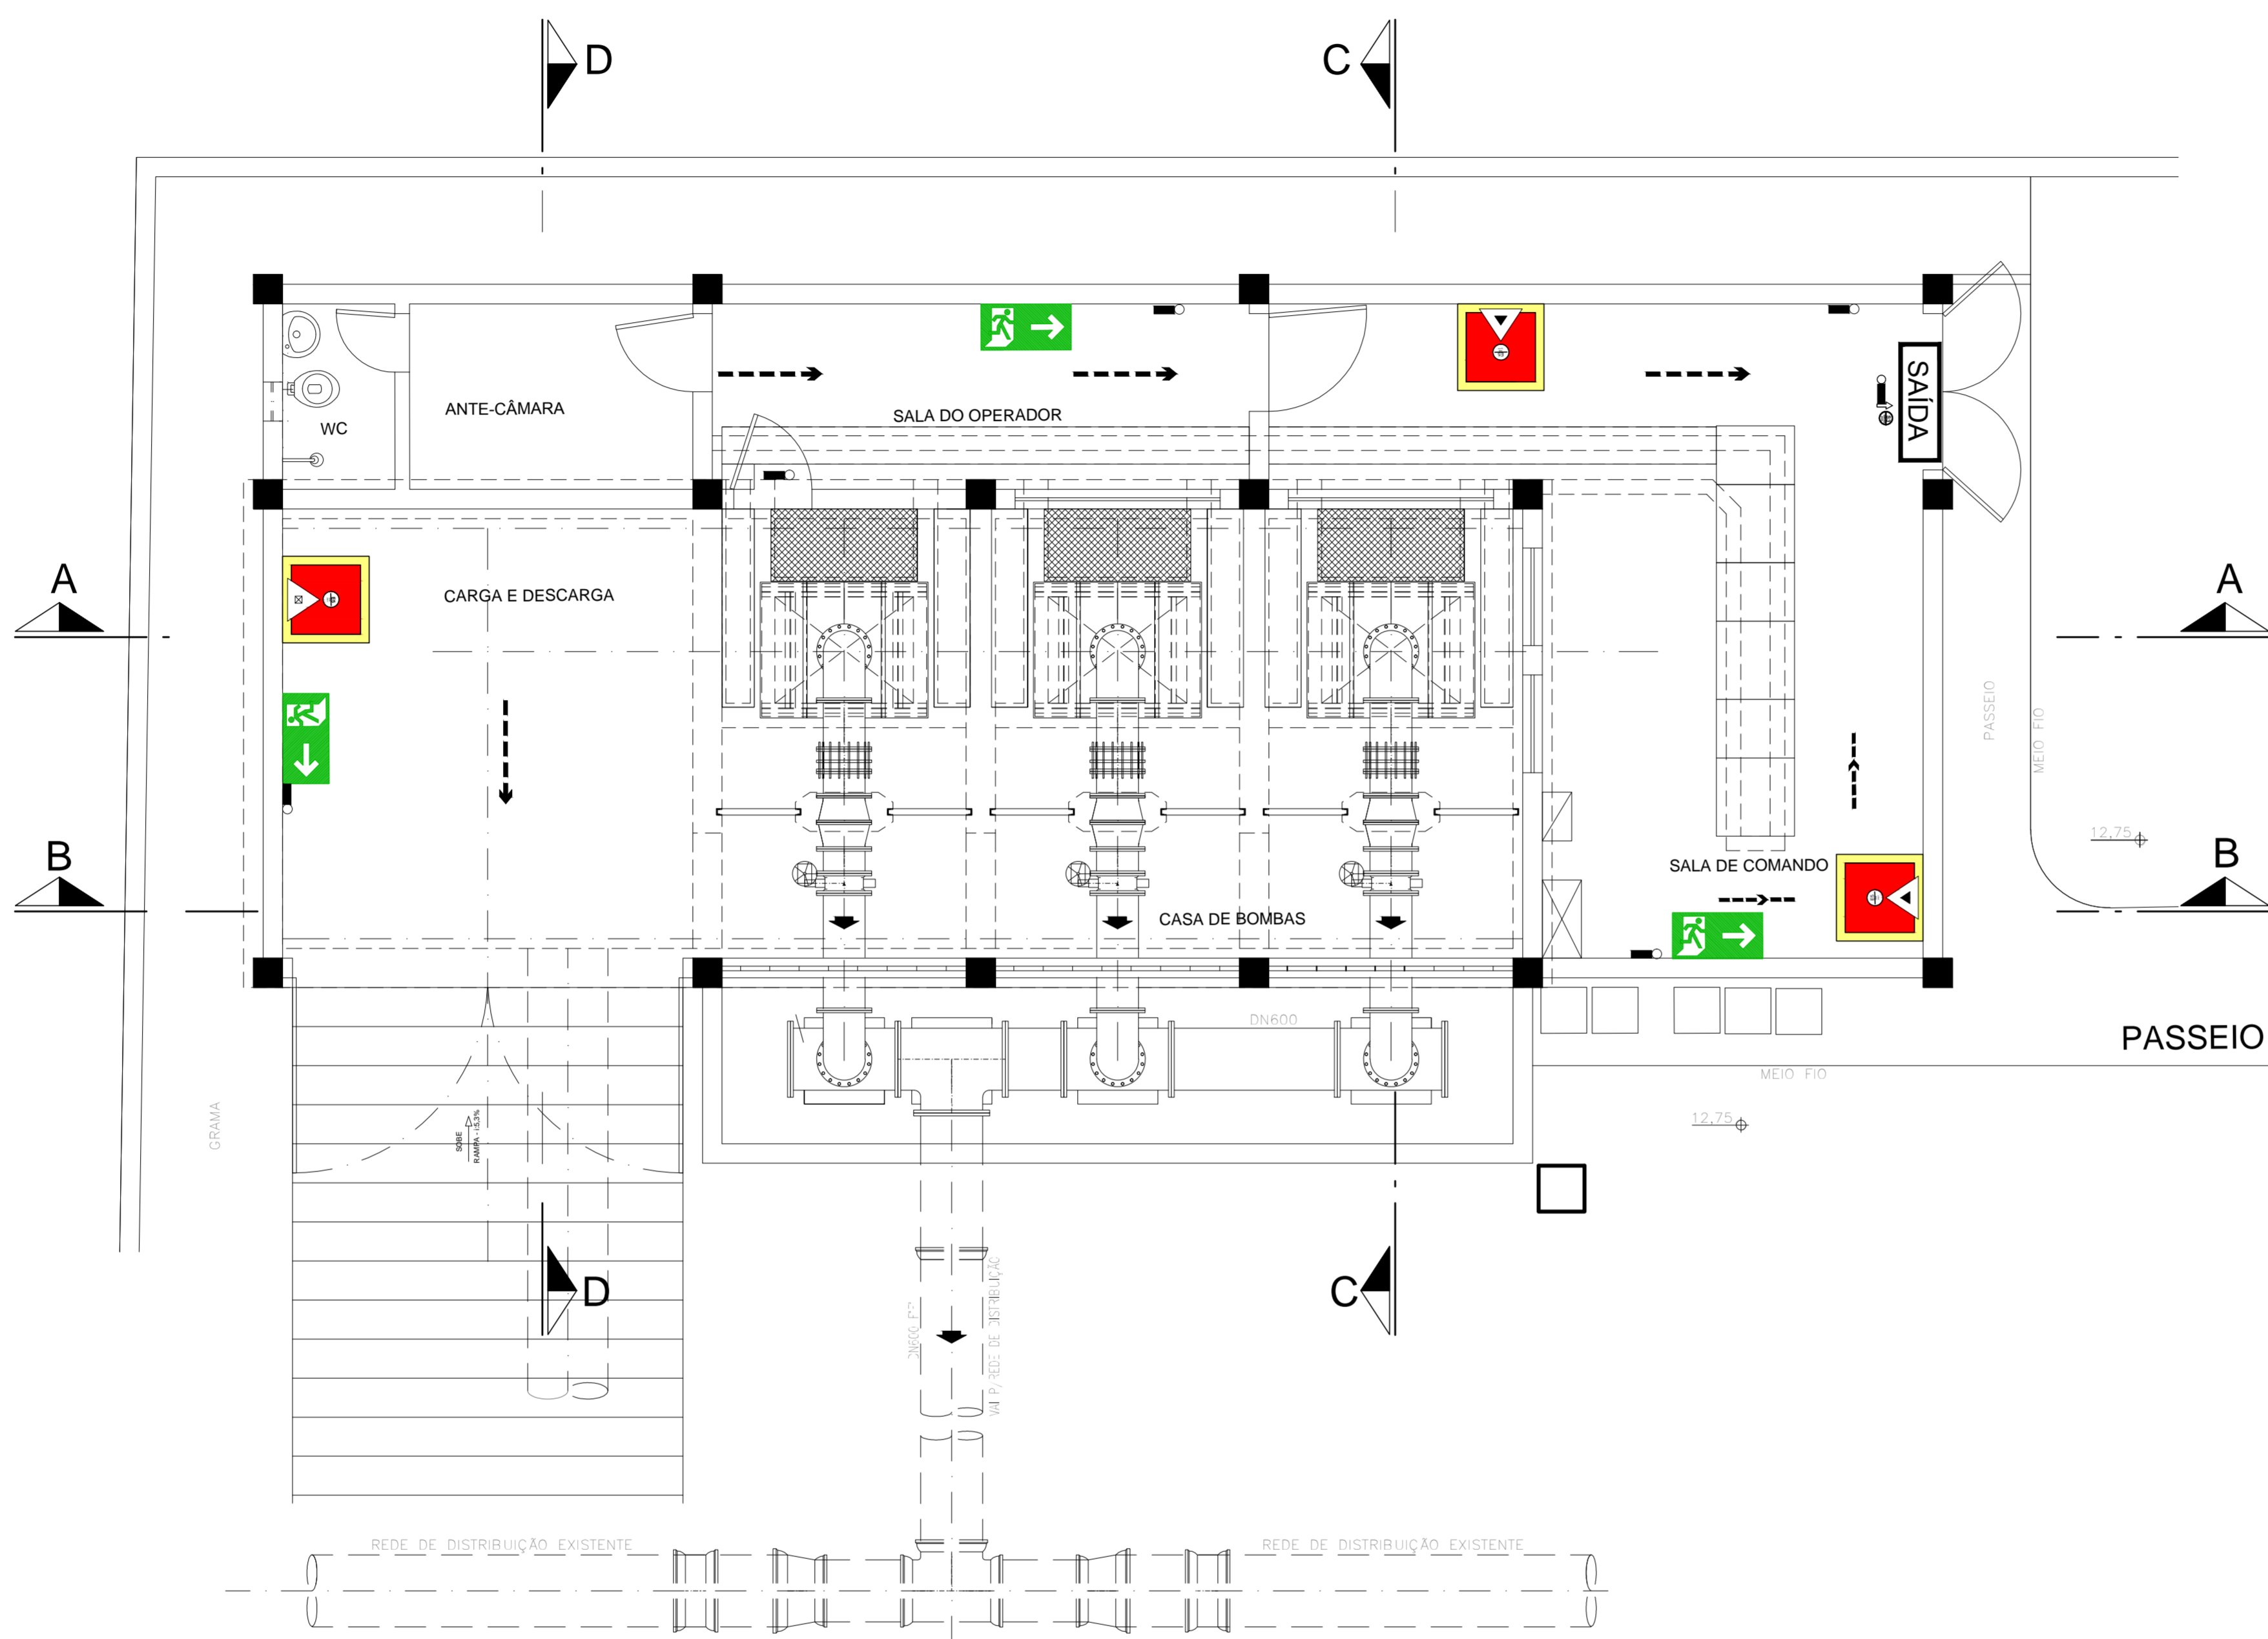 D
C
ANTE-CÂMARA
SALA DO OPERADOR
WC
SAÍDA
A
CARGA E DESCARGA
A
PASSEIO
MEIO FIO
12,75
B
SALA DE COMANDO
B
CASA DE BOMBAS
DN600
PASSEIO
MEIO FIO
12,75
GRAMA
SOBE
RAMPA - i:5,3%
D
C
DN600
VAI P/REDE DE DISTRIBUIÇÃO
REDE DE DISTRIBUIÇÃO EXISTENTE
REDE DE DISTRIBUIÇÃO EXISTENTE